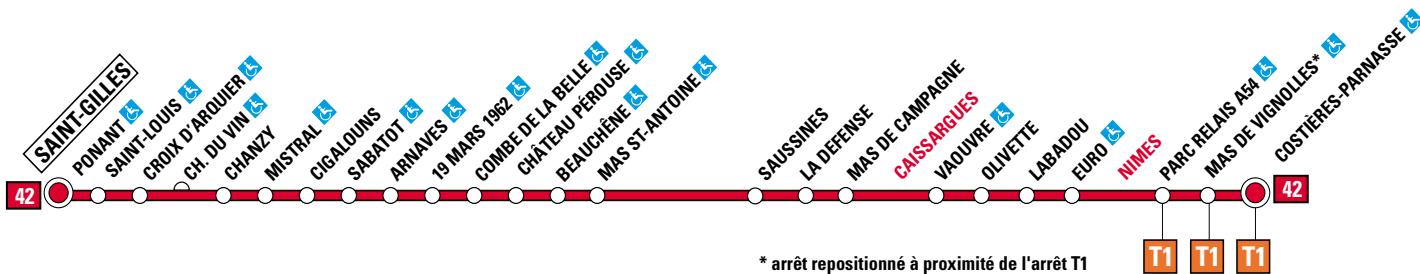 42
SAINT-GILLES
PONANT
SAINT-LOUIS
CROIX D'ARQUIER
CH. DU VIN
CHANZY
MISTRAL
CIGALOUNS
SABATOT
ARNAVES
19 MARS 1962
COMBE DE LA BELLE
CHÂTEAU PÉROUSE
BEAUCHÊNE
MAS ST-ANTOINE
SAUSSINES
LA DEFENSE
MAS DE CAMPAGNE
CAISSARGUES
VAOUVRE
OLIVETTE
LABADOU
EURO
NIMES
PARC RELAIS A54
MAS DE VIGNOLLES*
COSTIÈRES-PARNASSE
42
T1
T1
T1
* arrêt repositionné à proximité de l'arrêt T1